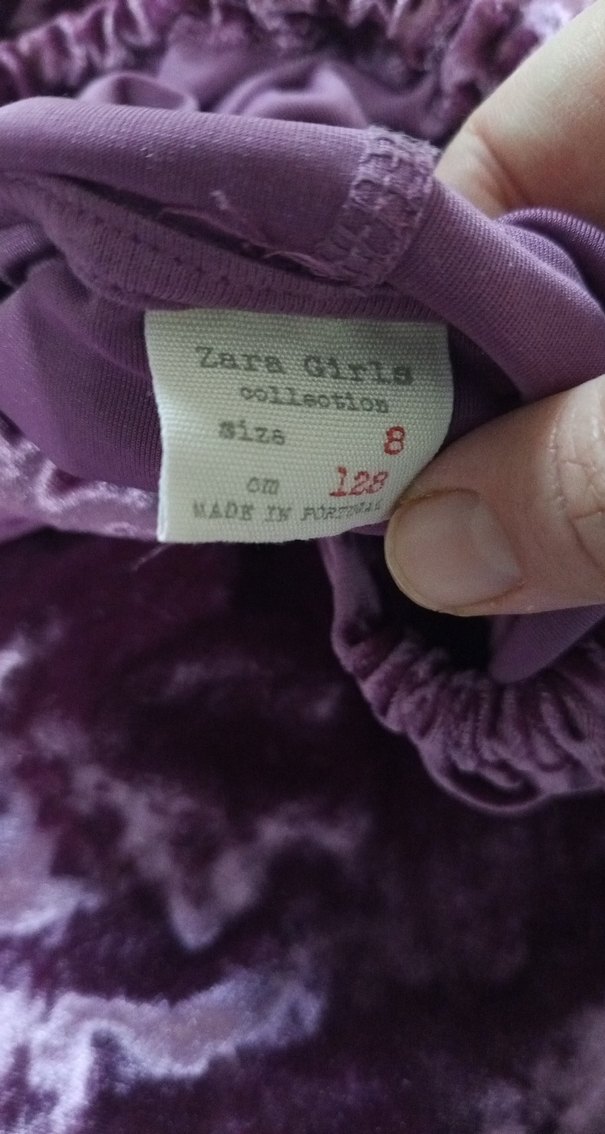 Zara Girls
collection
size 8
cm 128
MADE IN PORTUGAL